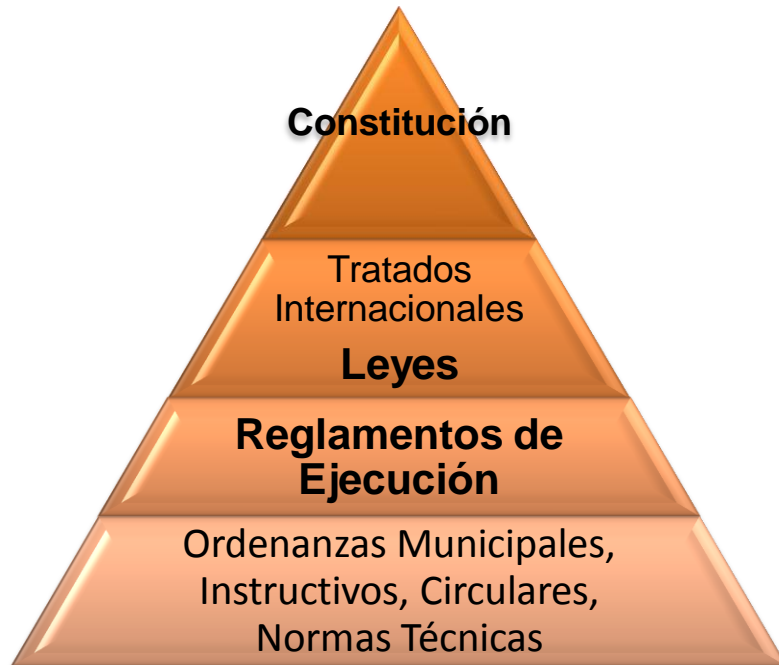 Constitución
Tratados
Internacionales
Leyes
Reglamentos de
Ejecución
Ordenanzas Municipales,
Instructivos, Circulares,
Normas Técnicas